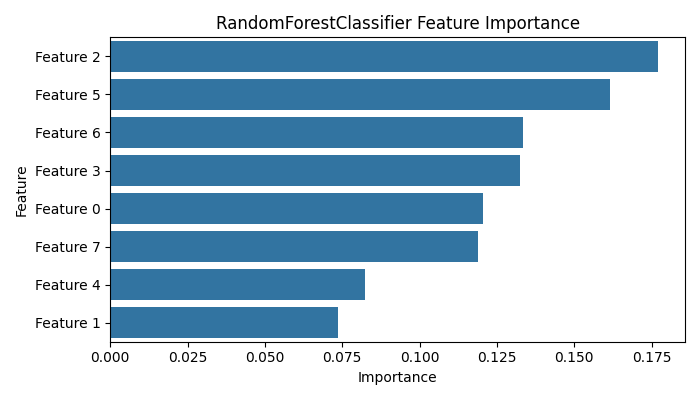 RandomForestClassifier Feature Importance
Feature 2
Feature 5
Feature 6
Feature 3
Feature 0
Feature 7
Feature 4
Feature 1
Feature
0.000 0.025 0.050 0.075 0.100 0.125 0.150 0.175
Importance